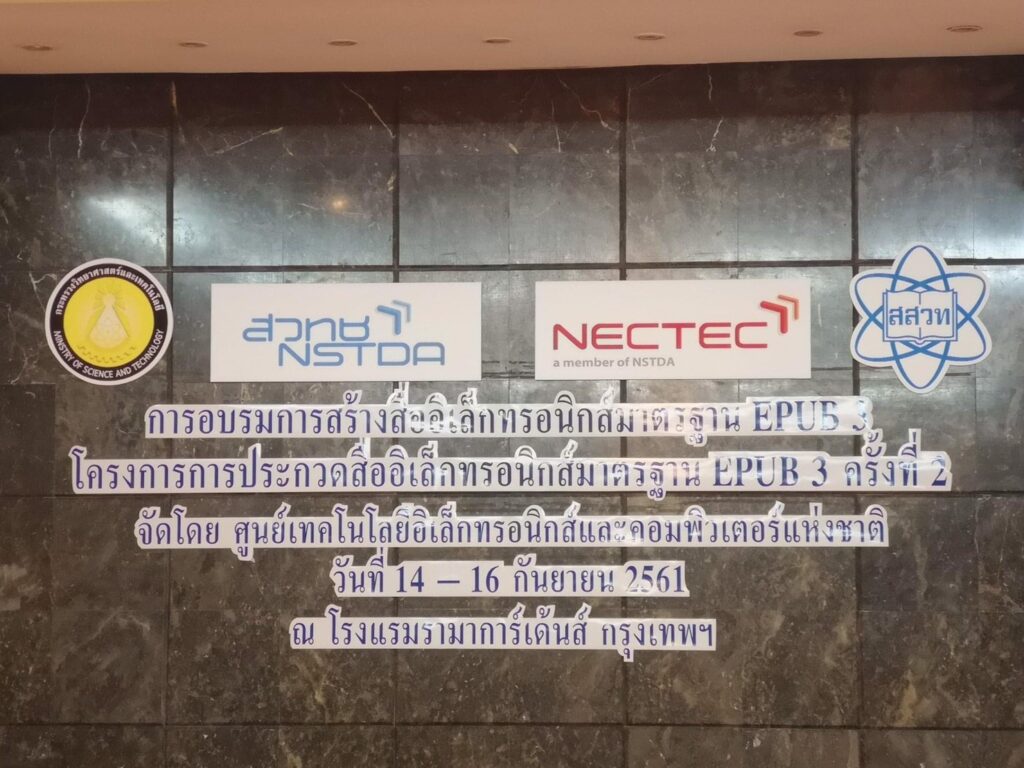 กระทรวงวิทยาศาสตร์และเทคโนโลยี
MINISTRY OF SCIENCE AND TECHNOLOGY
สวทช
NSTDA
NECTEC
a member of NSTDA
สสวท
การอบรมการสร้างสื่ออิเล็กทรอนิกส์มาตรฐาน EPUB 3
โครงการการประกวดสื่ออิเล็กทรอนิกส์มาตรฐาน EPUB 3 ครั้งที่ 2
จัดโดย ศูนย์เทคโนโลยีอิเล็กทรอนิกส์และคอมพิวเตอร์แห่งชาติ
วันที่ 14 – 16 กันยายน 2561
ณ โรงแรมรามาการ์เด้นส์ กรุงเทพฯ